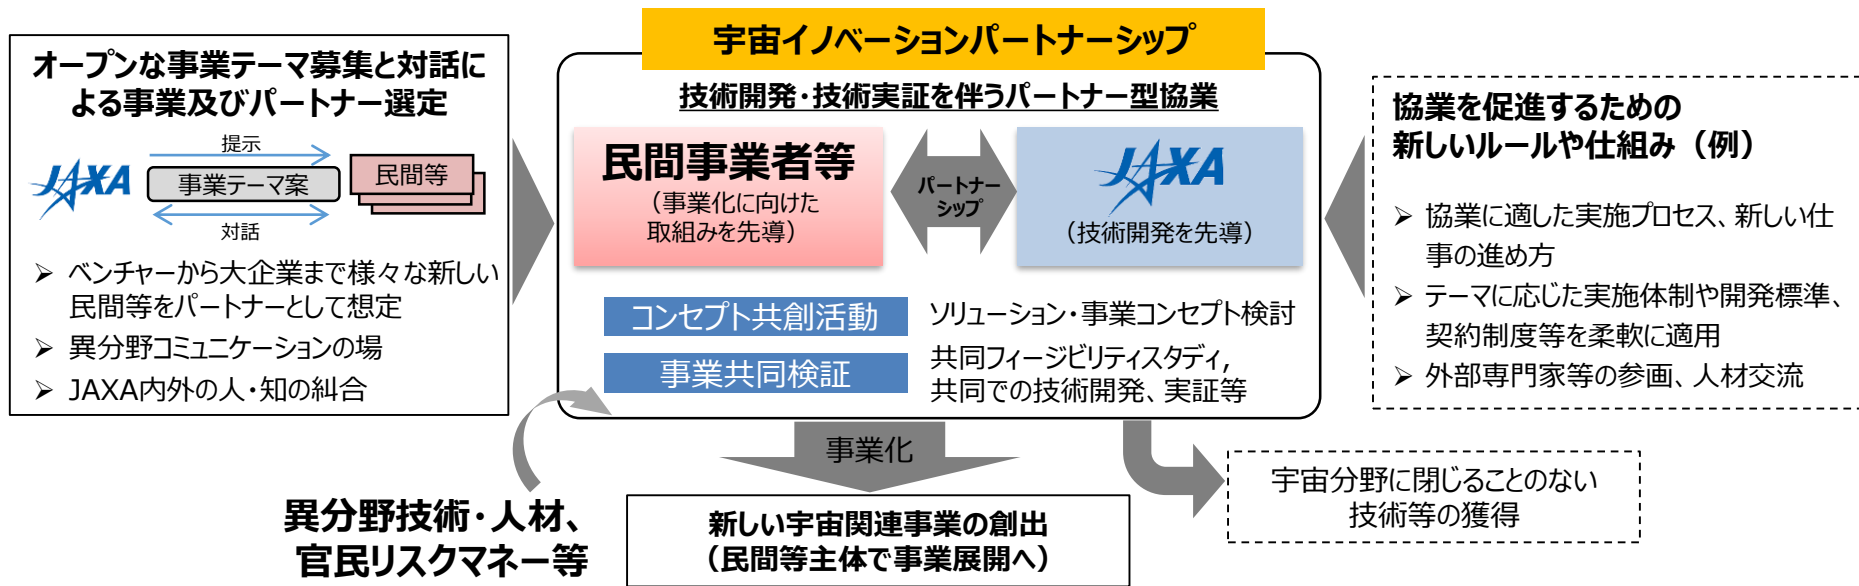 宇宙イノベーションパートナーシップ
オープンな事業テーマ募集と対話に
よる事業及びパートナー選定
提示
JAXA
事業テーマ案
民間等
対話
➢ ベンチャーから大企業まで様々な新しい
民間等をパートナーとして想定
➢ 異分野コミュニケーションの場
➢ JAXA内外の人・知の糾合
技術開発・技術実証を伴うパートナー型協業
民間事業者等
（事業化に向けた
取組みを先導）
パートナー
シップ
JAXA
（技術開発を先導）
コンセプト共創活動
ソリューション・事業コンセプト検討
事業共同検証
共同フィージビリティスタディ,
共同での技術開発、実証等
協業を促進するための
新しいルールや仕組み（例）
➢ 協業に適した実施プロセス、新しい仕
事の進め方
➢ テーマに応じた実施体制や開発標準、
契約制度等を柔軟に適用
➢ 外部専門家等の参画、人材交流
事業化
異分野技術・人材、
官民リスクマネー等
新しい宇宙関連事業の創出
（民間等主体で事業展開へ）
宇宙分野に閉じることのない
技術等の獲得